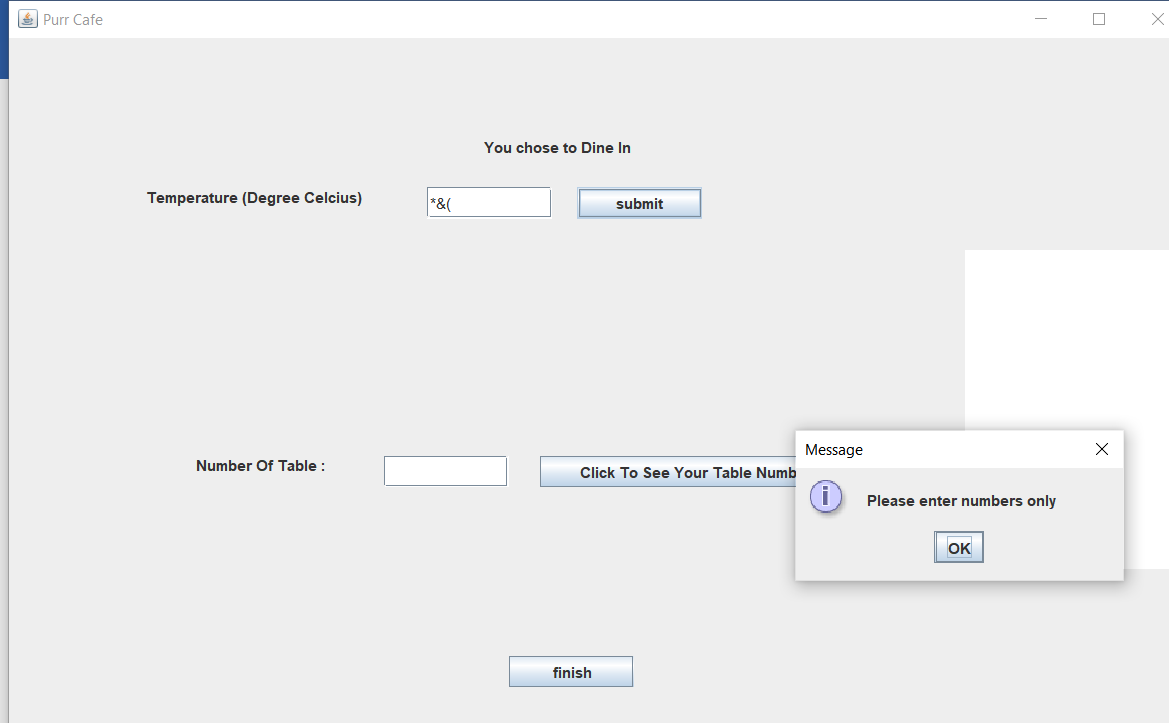 Purr Cafe
You chose to Dine In
Temperature (Degree Celcius)
*&(
submit
Number Of Table :
Click To See Your Table Numb
Message
Please enter numbers only
OK
finish